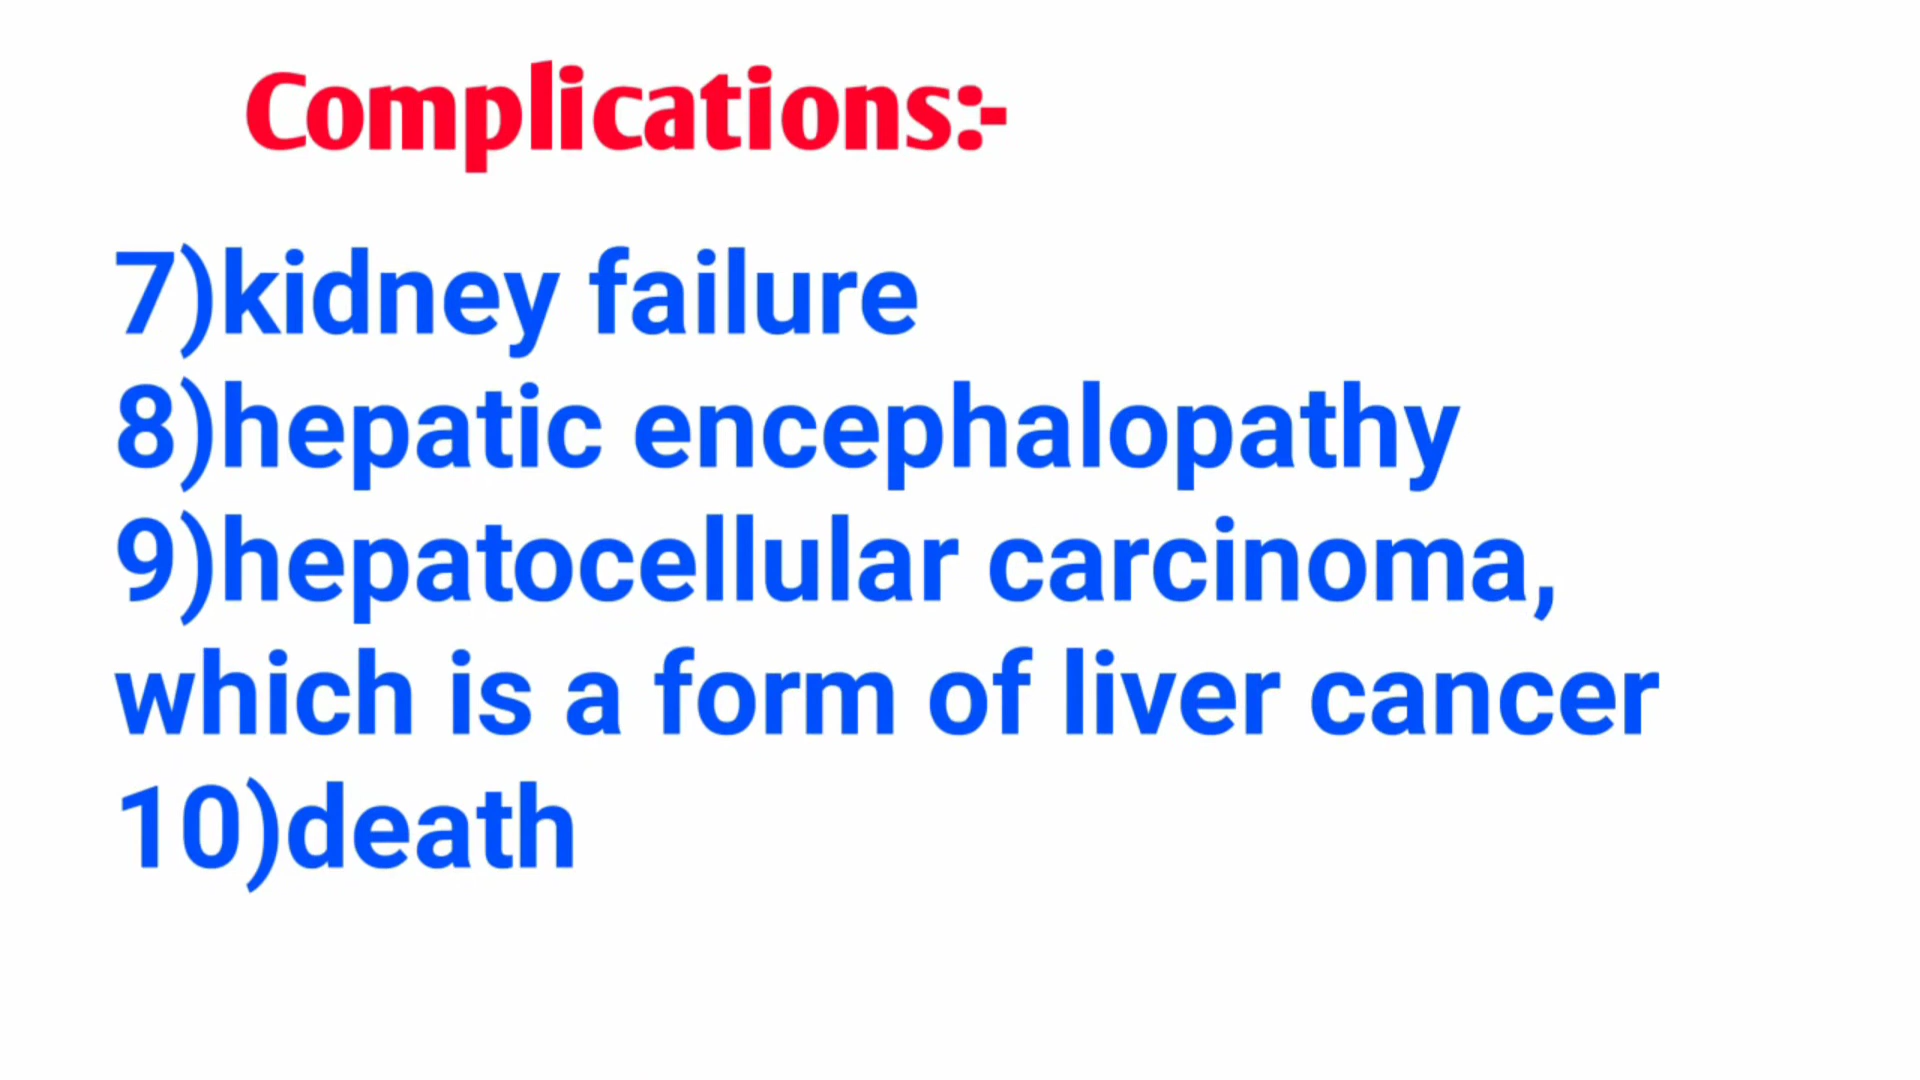 Complications:-
7)kidney failure
8)hepatic encephalopathy
9)hepatocellular carcinoma,
which is a form of liver cancer
10)death